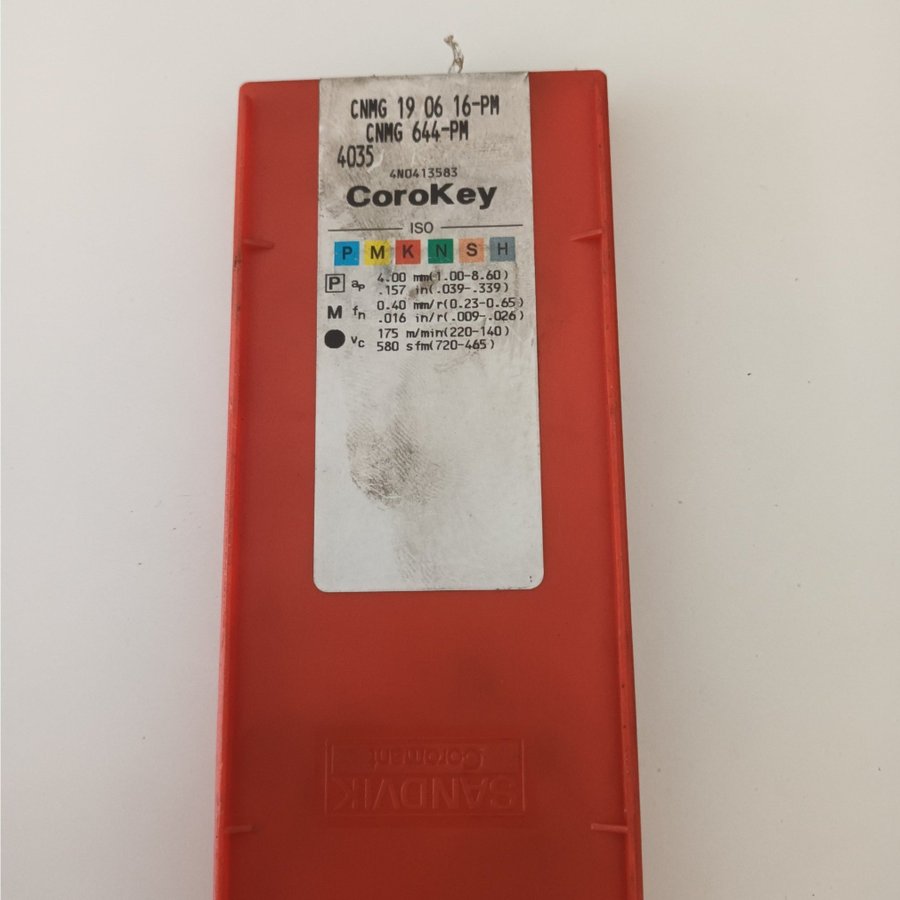 CNMG 19 06 16-PM
CNMG 644-PM
4035
4N0413583
CoroKey
ISO
P M K N S H
P ap 4.00 mm(1.00-8.60)
.157 in(.039-.339)
M fn 0.40 mm/r(0.23-0.65)
.016 in/r(.009-.026)
vc 175 m/min(220-140)
580 sfm(720-465)
SANDVIK
Coromant